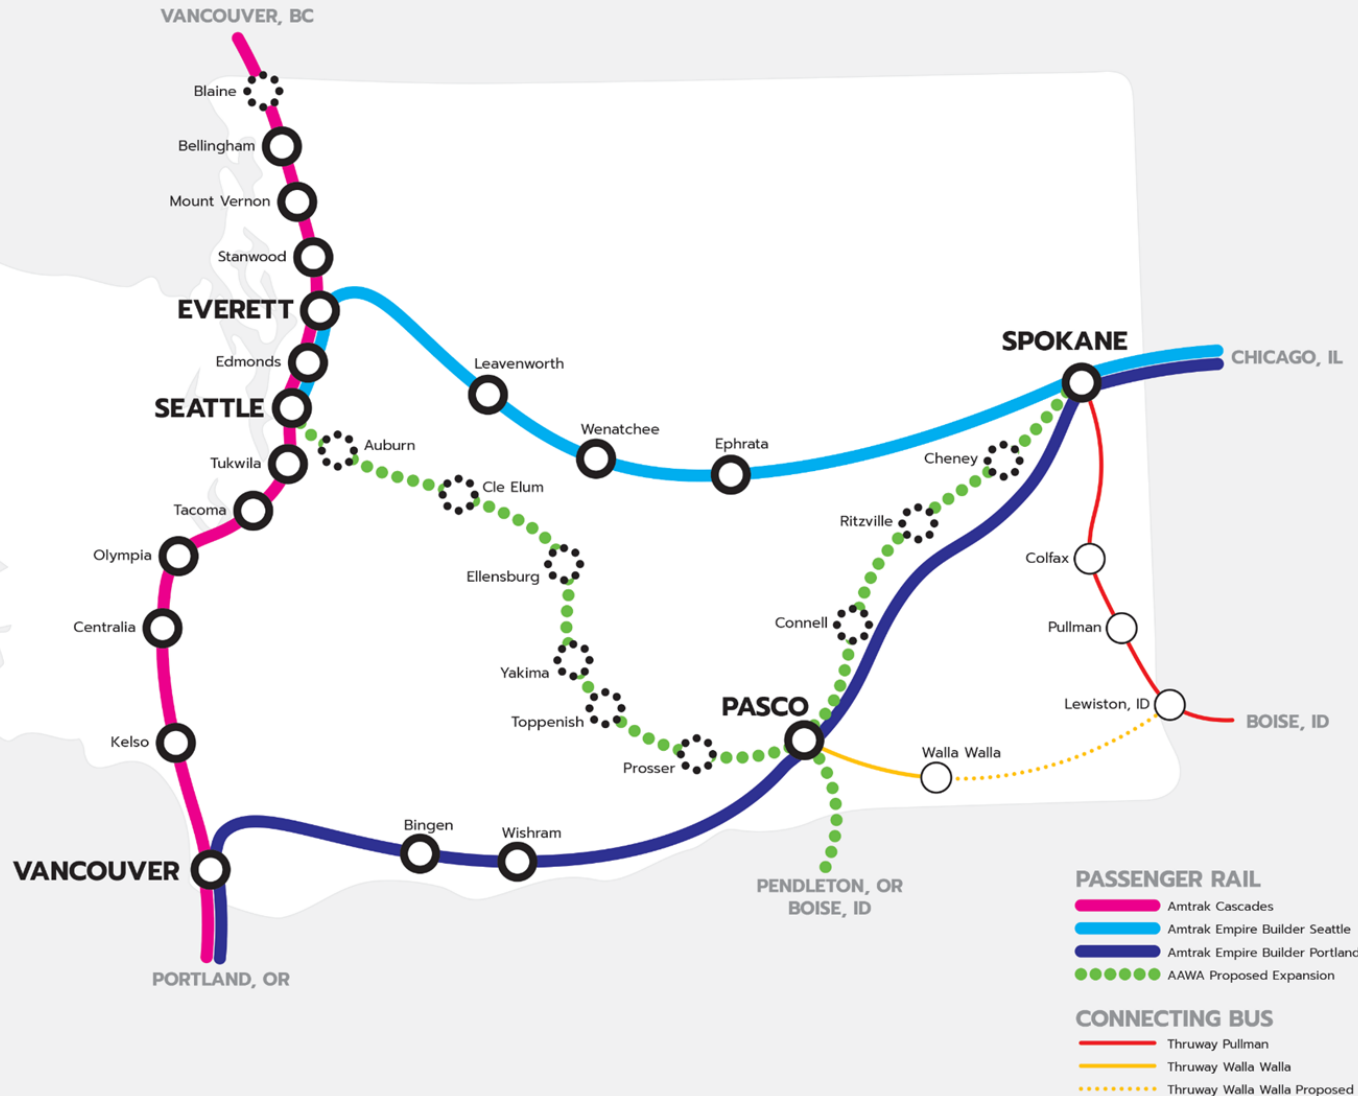 VANCOUVER, BC
Blaine
Bellingham
Mount Vernon
Stanwood
EVERETT
Edmonds
SEATTLE
Tukwila
Tacoma
Olympia
Centralia
Kelso
VANCOUVER
PORTLAND, OR
Leavenworth
Wenatchee
Ephrata
SPOKANE
CHICAGO, IL
Auburn
Cle Elum
Ellensburg
Yakima
Toppenish
Prosser
PASCO
Connell
Ritzville
Cheney
Colfax
Pullman
Lewiston, ID
BOISE, ID
Walla Walla
Bingen
Wishram
PENDLETON, OR
BOISE, ID
PASSENGER RAIL
Amtrak Cascades
Amtrak Empire Builder Seattle
Amtrak Empire Builder Portland
AAWA Proposed Expansion
CONNECTING BUS
Thruway Pullman
Thruway Walla Walla
Thruway Walla Walla Proposed